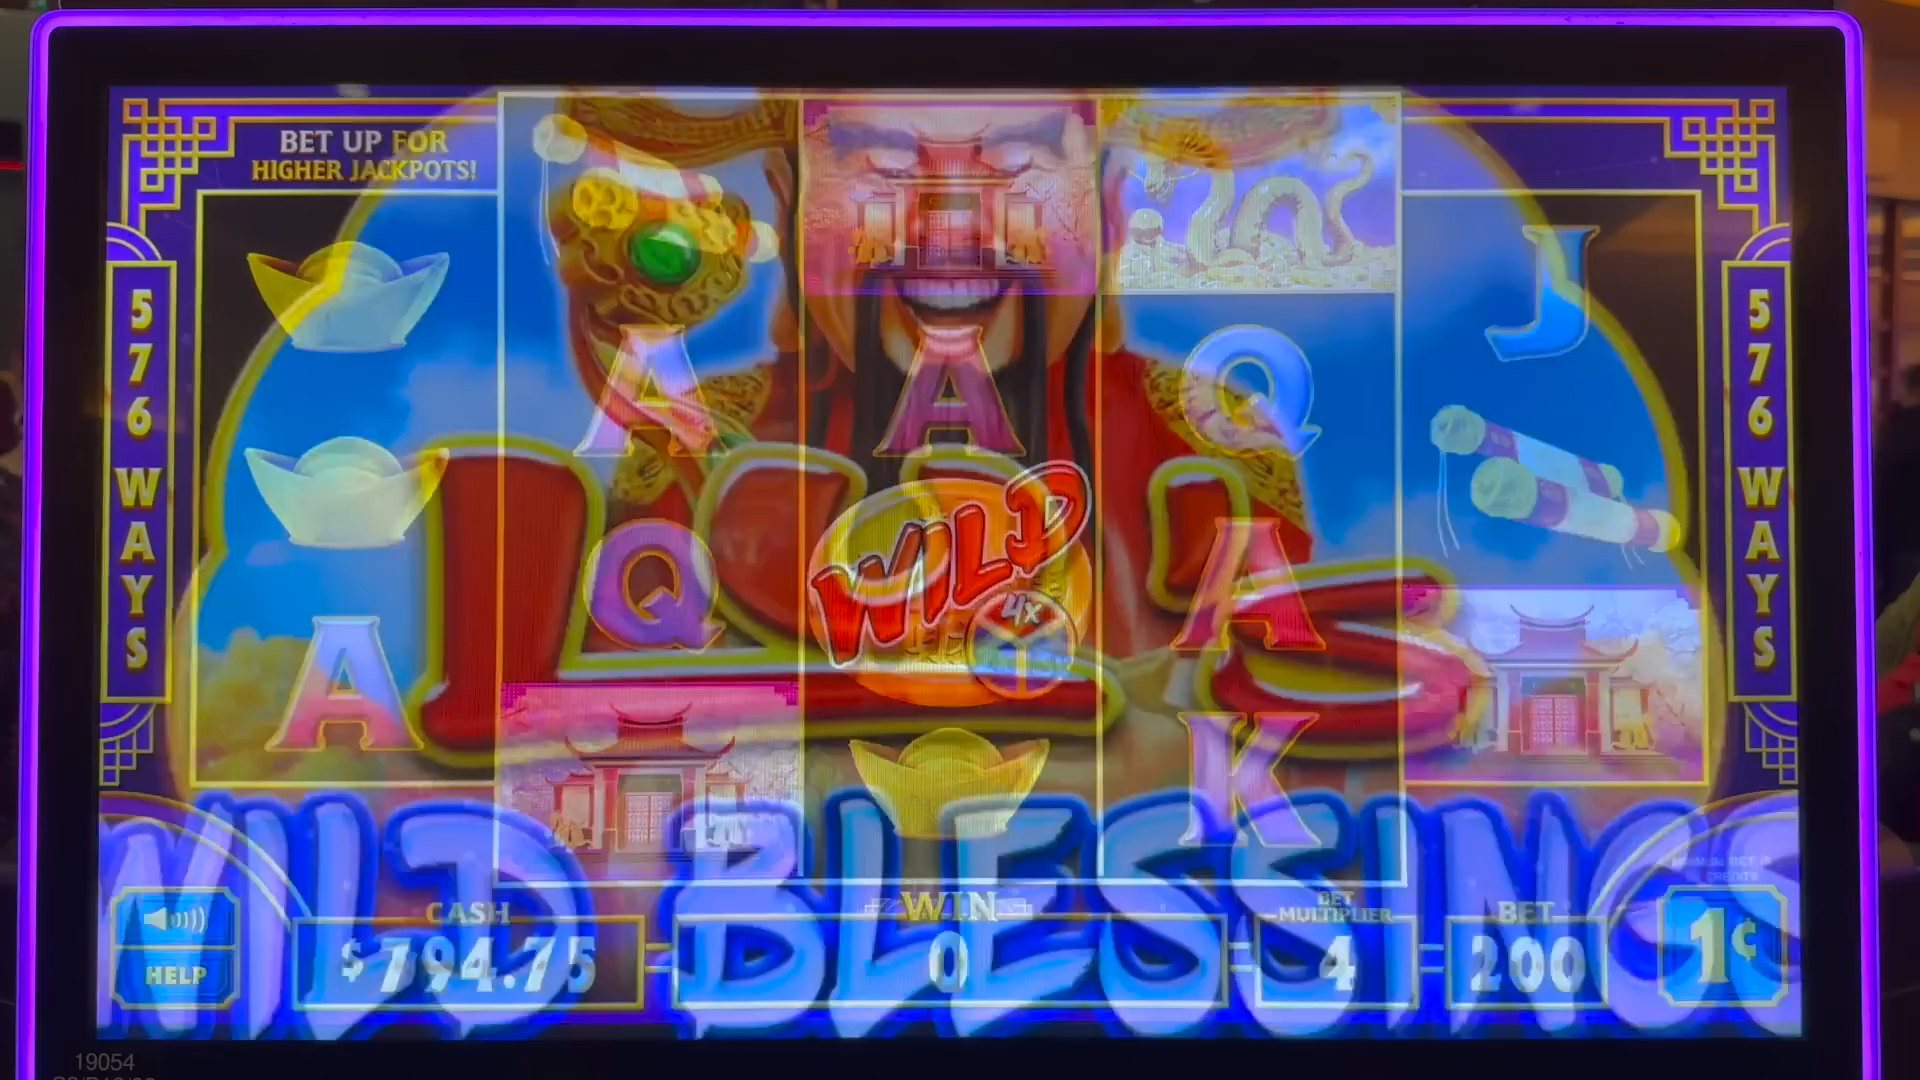 BET UP FOR
HIGHER JACKPOTS!
576 WAYS
576 WAYS
J
A
A
Q
Q
WILD
4x
A
A
K
WILD BLESSINGS
CASH
$794.75
WIN
0
BET
MULTIPLIER
4
BET
200
1¢
HELP
19054